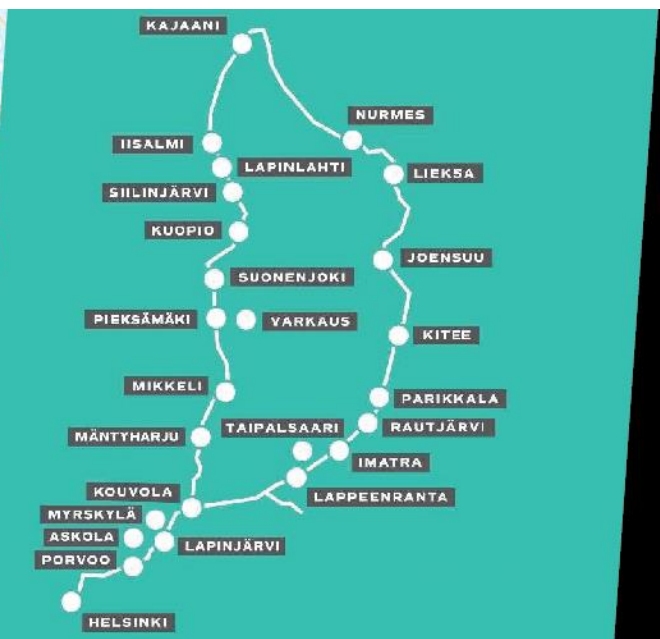 KAJAANI
NURMES
IISALMI
LAPINLAHTI
LIEKSA
SIILINJÄRVI
KUOPIO
JOENSUU
SUONENJOKI
PIEKSÄMÄKI
VARKAUS
KITEE
MIKKELI
PARIKKALA
TAIPALSAARI
RAUTJÄRVI
MÄNTYHARJU
IMATRA
KOUVOLA
LAPPEENRANTA
MYRSKYLÄ
ASKOLA
LAPINJÄRVI
PORVOO
HELSINKI